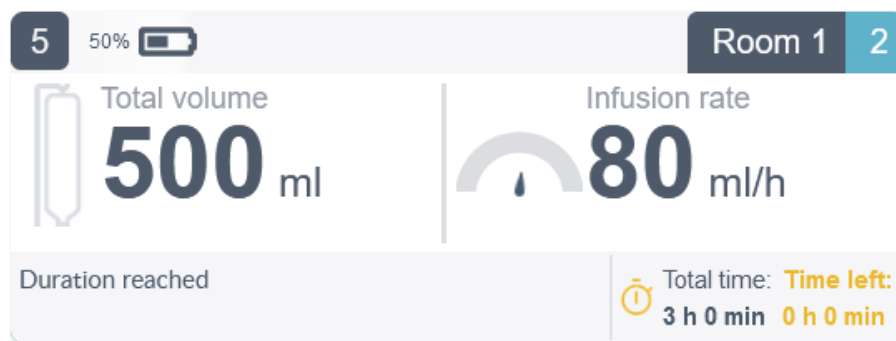 5 50% Room 1 2
Total volume Infusion rate
500 ml 80 ml/h
Duration reached Total time: Time left:
3 h 0 min 0 h 0 min